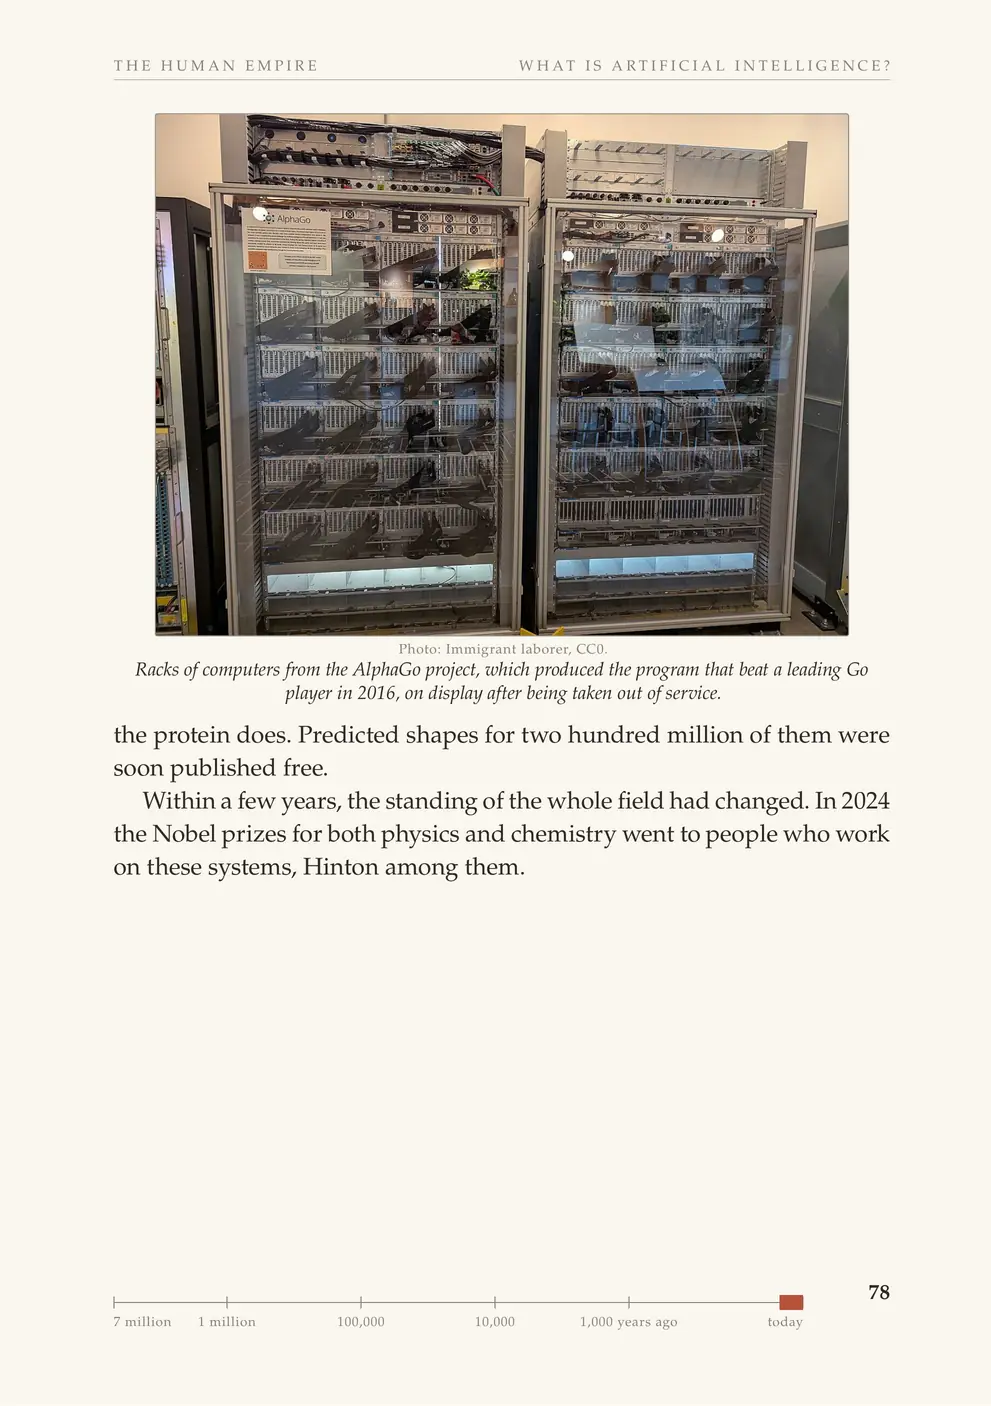 THE HUMAN EMPIRE
WHAT IS ARTIFICIAL INTELLIGENCE?
AlphaGo
Photo: Immigrant laborer, CC0.
Racks of computers from the AlphaGo project, which produced the program that beat a leading Go
player in 2016, on display after being taken out of service.
the protein does. Predicted shapes for two hundred million of them were
soon published free.
Within a few years, the standing of the whole field had changed. In 2024
the Nobel prizes for both physics and chemistry went to people who work
on these systems, Hinton among them.
78
7 million 1 million 100,000 10,000 1,000 years ago today